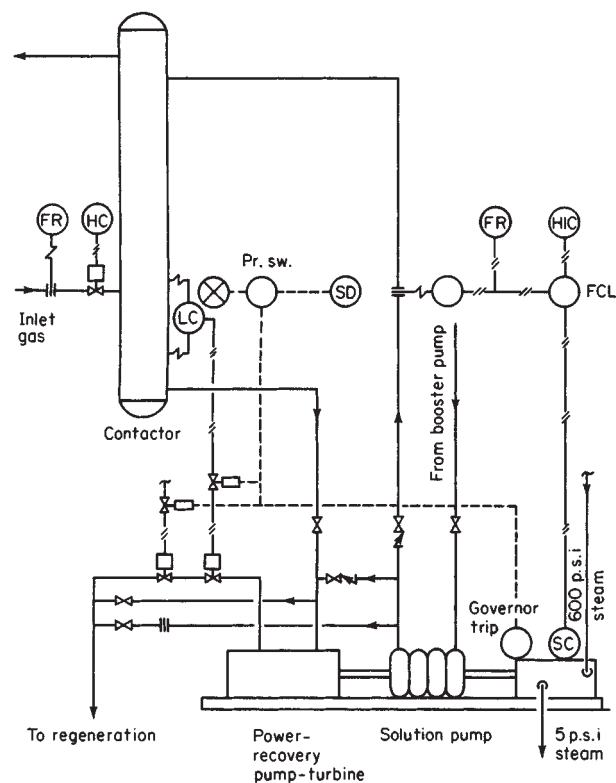 FR
HC
Pr. sw.
FR
HIC
LC
SD
FCL
Inlet
gas
Contactor
From booster pump
600 p.s.i
steam
Governor
trip
SC
To regeneration
Power-
recovery
pump-turbine
Solution pump
5 p.s.i
steam